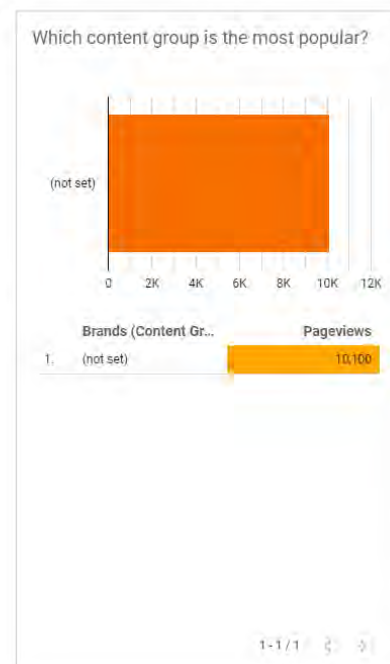 Which content group is the most popular?
(not set)
0 2K 4K 6K 8K 10K 12K
Brands (Content Gr... Pageviews
1. (not set) 10,100
1 - 1 / 1